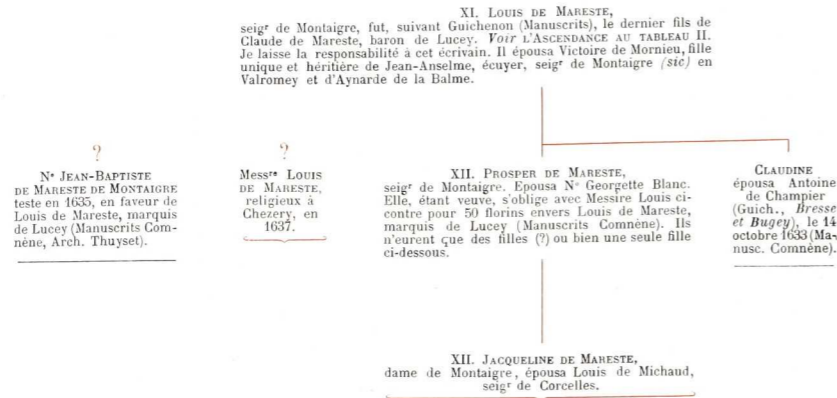 XI. LOUIS DE MARESTE,
seigr de Montaigre, fut, suivant Guichenon (Manuscrits), le dernier fils de
Claude de Mareste, baron de Lucey. Voir L'ASCENDANCE AU TABLEAU II.
Je laisse la responsabilité à cet écrivain. Il épousa Victoire de Mornieu, fille
unique et héritière de Jean-Anselme, écuyer, seigr de Montaigre (sic) en
Valromey et d'Aynarde de la Balme.
?
Ne JEAN-BAPTISTE
DE MARESTE DE MONTAIGRE
teste en 1635, en faveur de
Louis de Mareste, marquis
de Lucey (Manuscrits Com-
nène, Arch. Thuyset).
?
Messre LOUIS
DE MARESTE,
religieux à
Chezery, en
1637.
XII. PROSPER DE MARESTE,
seigr de Montaigre. Epousa Ne Georgette Blanc.
Elle, étant veuve, s'oblige avec Messire Louis ci-
contre pour 50 florins envers Louis de Mareste,
marquis de Lucey (Manuscrits Comnène). Ils
n'eurent que des filles (?) ou bien une seule fille
ci-dessous.
CLAUDINE
épousa Antoine
de Champier
(Guich., Bresse
et Bugey), le 14
octobre 1633 (Ma-
nusc. Comnène).
XII. JACQUELINE DE MARESTE,
dame de Montaigre, épousa Louis de Michaud,
seigr de Corcelles.